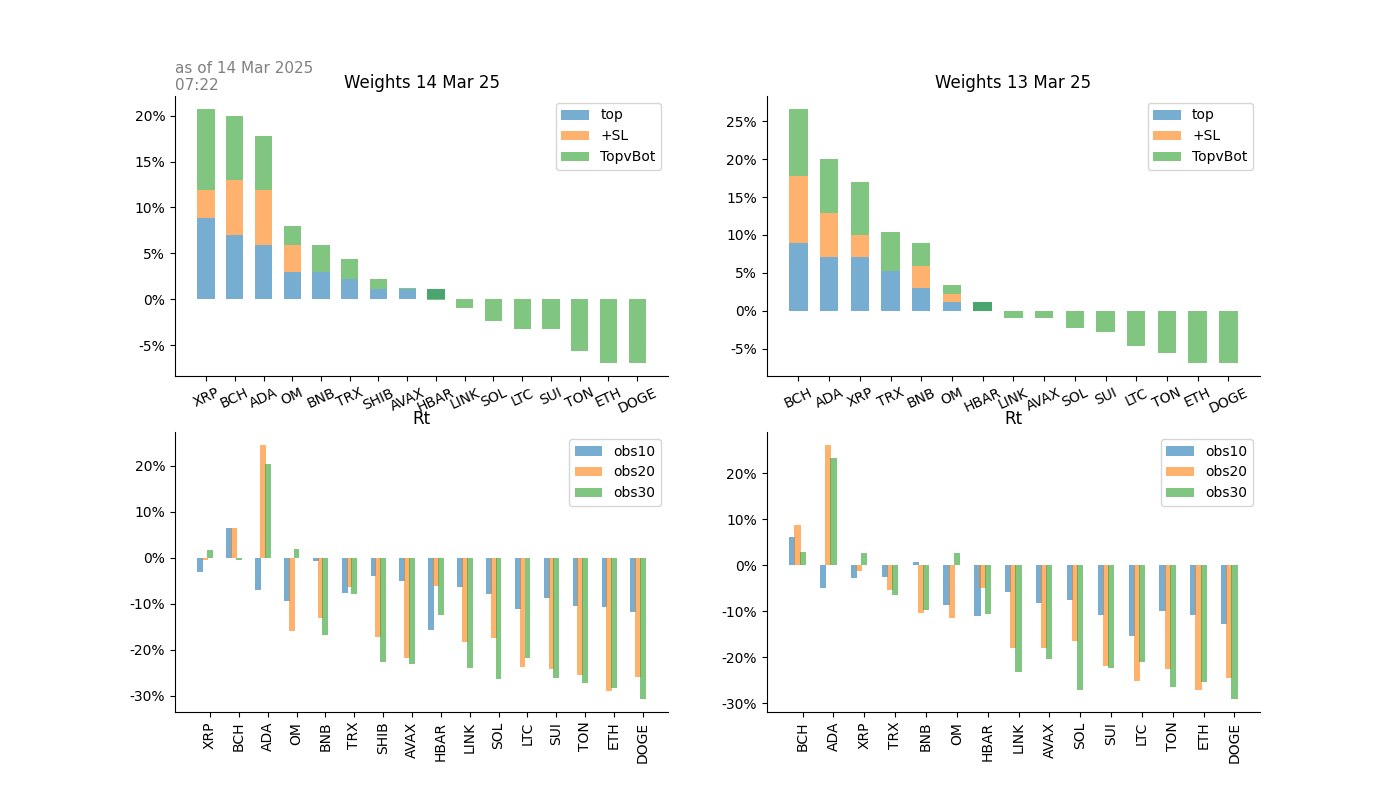 as of 14 Mar 2025
07:22
Weights 14 Mar 25
20%
15%
10%
5%
0%
-5%
top
+SL
TopvBot
XRP BCH ADA OM BNB TRX SHIB AVAX HBAR LINK SOL LTC SUI TON ETH DOGE
Weights 13 Mar 25
25%
20%
15%
10%
5%
0%
-5%
top
+SL
TopvBot
BCH ADA XRP TRX BNB OM HBAR LINK AVAX SOL SUI LTC TON ETH DOGE
Rt
20%
10%
0%
-10%
-20%
-30%
obs10
obs20
obs30
XRP BCH ADA OM BNB TRX SHIB AVAX HBAR LINK SOL LTC SUI TON ETH DOGE
Rt
20%
10%
0%
-10%
-20%
-30%
obs10
obs20
obs30
BCH ADA XRP TRX BNB OM HBAR LINK AVAX SOL SUI LTC TON ETH DOGE